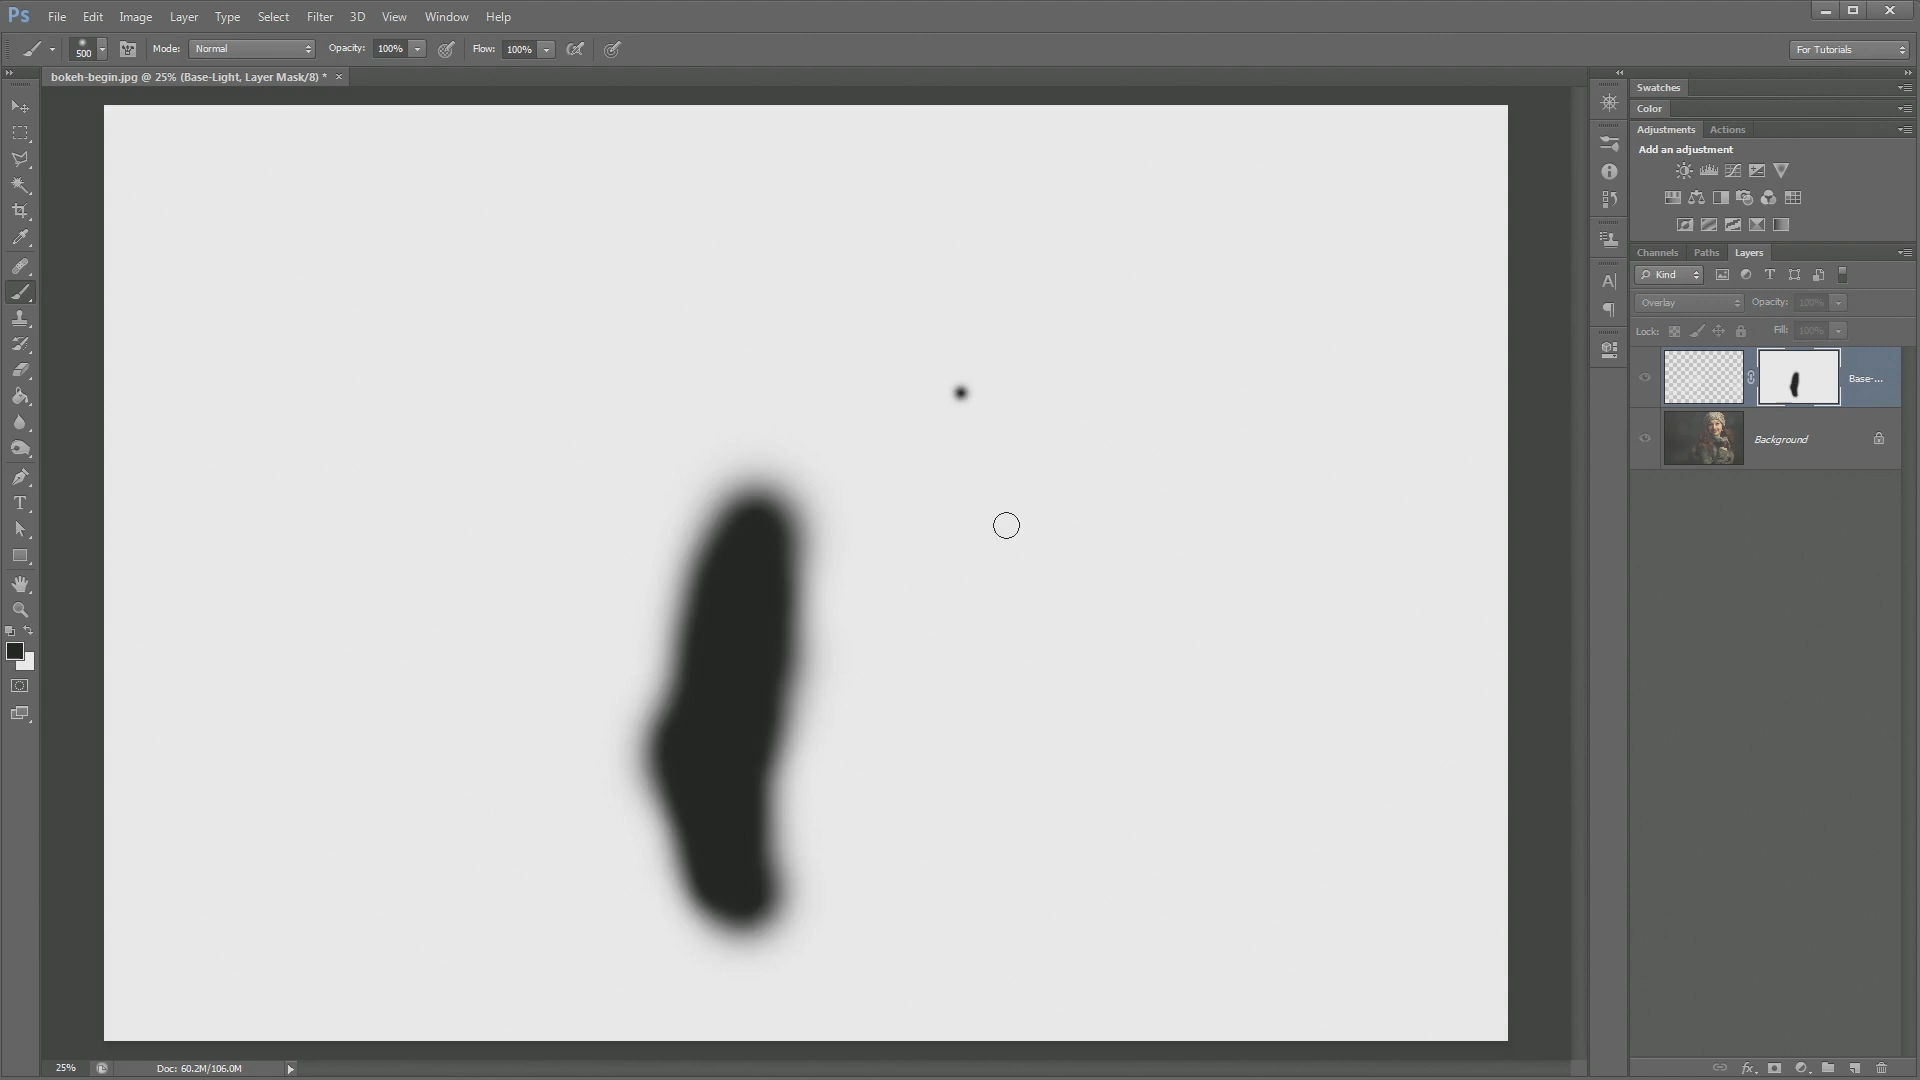 Ps File Edit Image Layer Type Select Filter 3D View Window Help
500 Mode: Normal Opacity: 100% Flow: 100% For Tutorials
bokeh-begin.jpg @ 25% (Base-Light, Layer Mask/8) * ×
Swatches
Color
Adjustments Actions
Add an adjustment
Channels Paths Layers
Kind
Overlay Opacity: 100%
Lock: Fill: 100%
Base-...
Background
25% Doc: 60.2M/106.0M